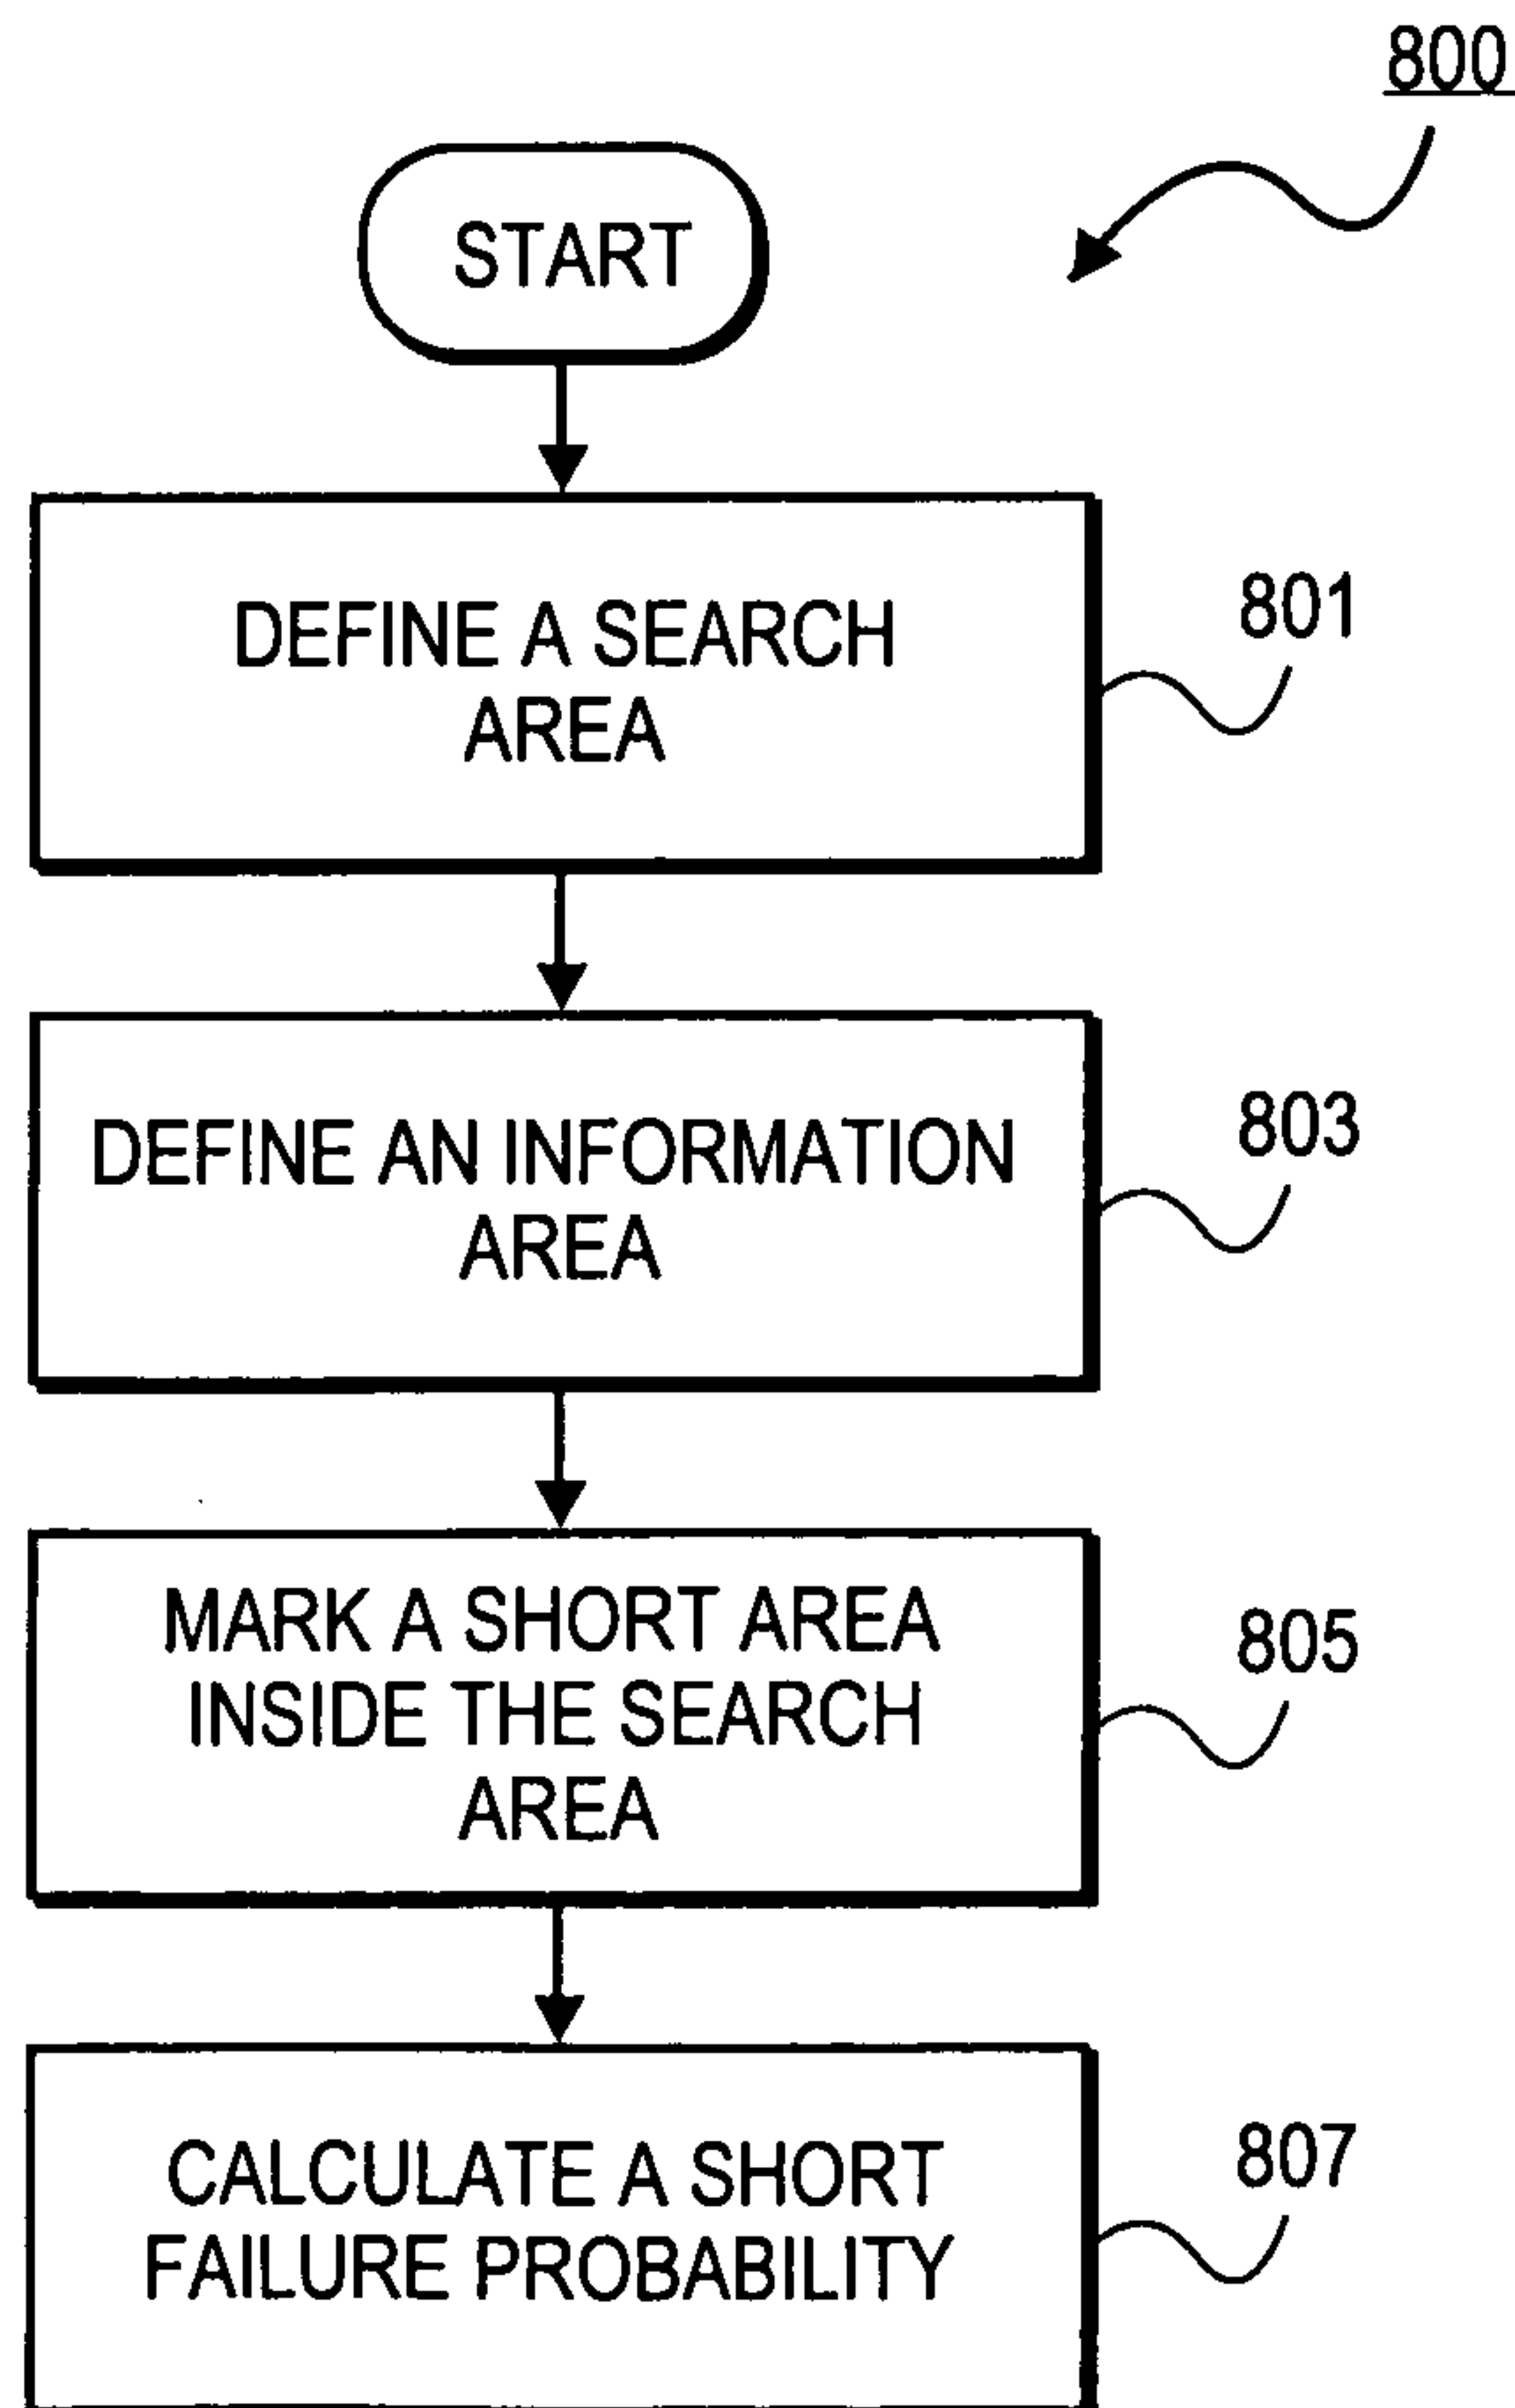 800
START
DEFINE A SEARCH
AREA
801
DEFINE AN INFORMATION
AREA
803
MARK A SHORT AREA
INSIDE THE SEARCH
AREA
805
CALCULATE A SHORT
FAILURE PROBABILITY
807